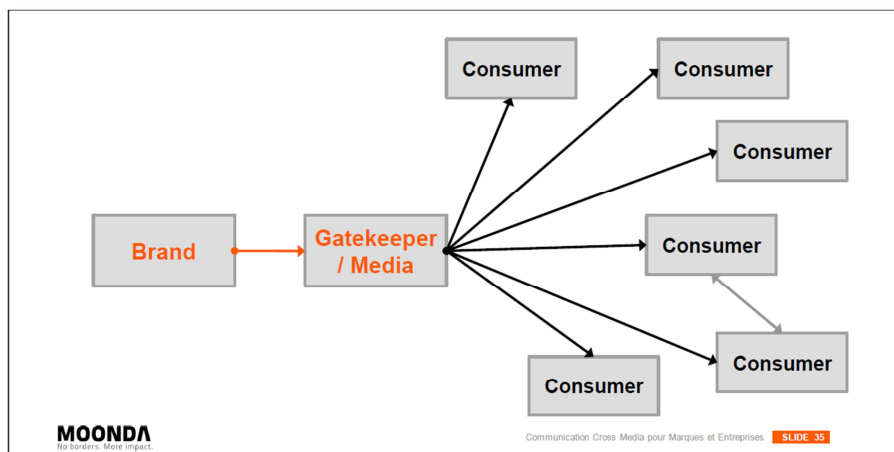 Consumer
Consumer
Consumer
Brand
Gatekeeper
/ Media
Consumer
Consumer
Consumer
MOONDA
No borders. More impact.
Communication Cross Media pour Marques et Entreprises
SLIDE 35